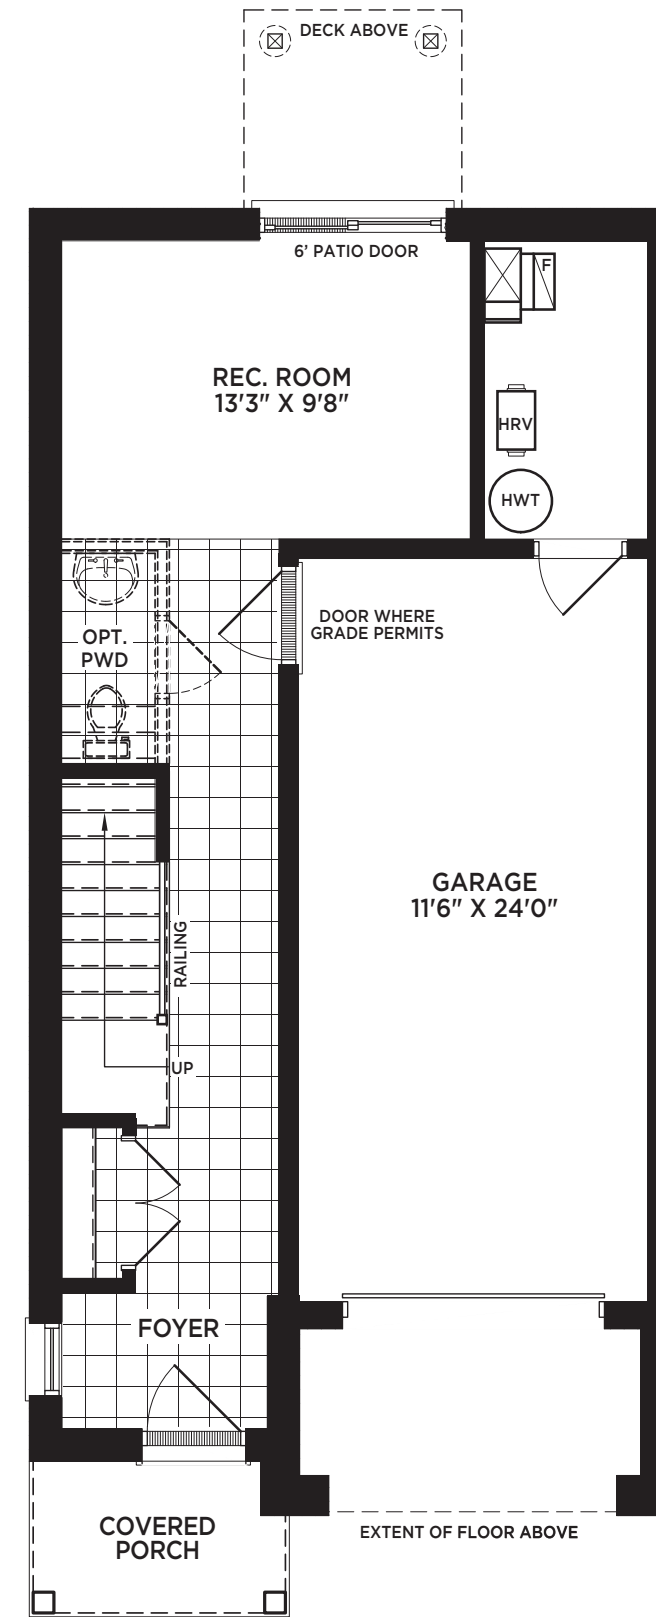 DECK ABOVE
6' PATIO DOOR
F
REC. ROOM
13'3" X 9'8"
HRV
HWT
DOOR WHERE
GRADE PERMITS
OPT.
PWD
GARAGE
11'6" X 24'0"
RAILING
UP
FOYER
COVERED
PORCH
EXTENT OF FLOOR ABOVE